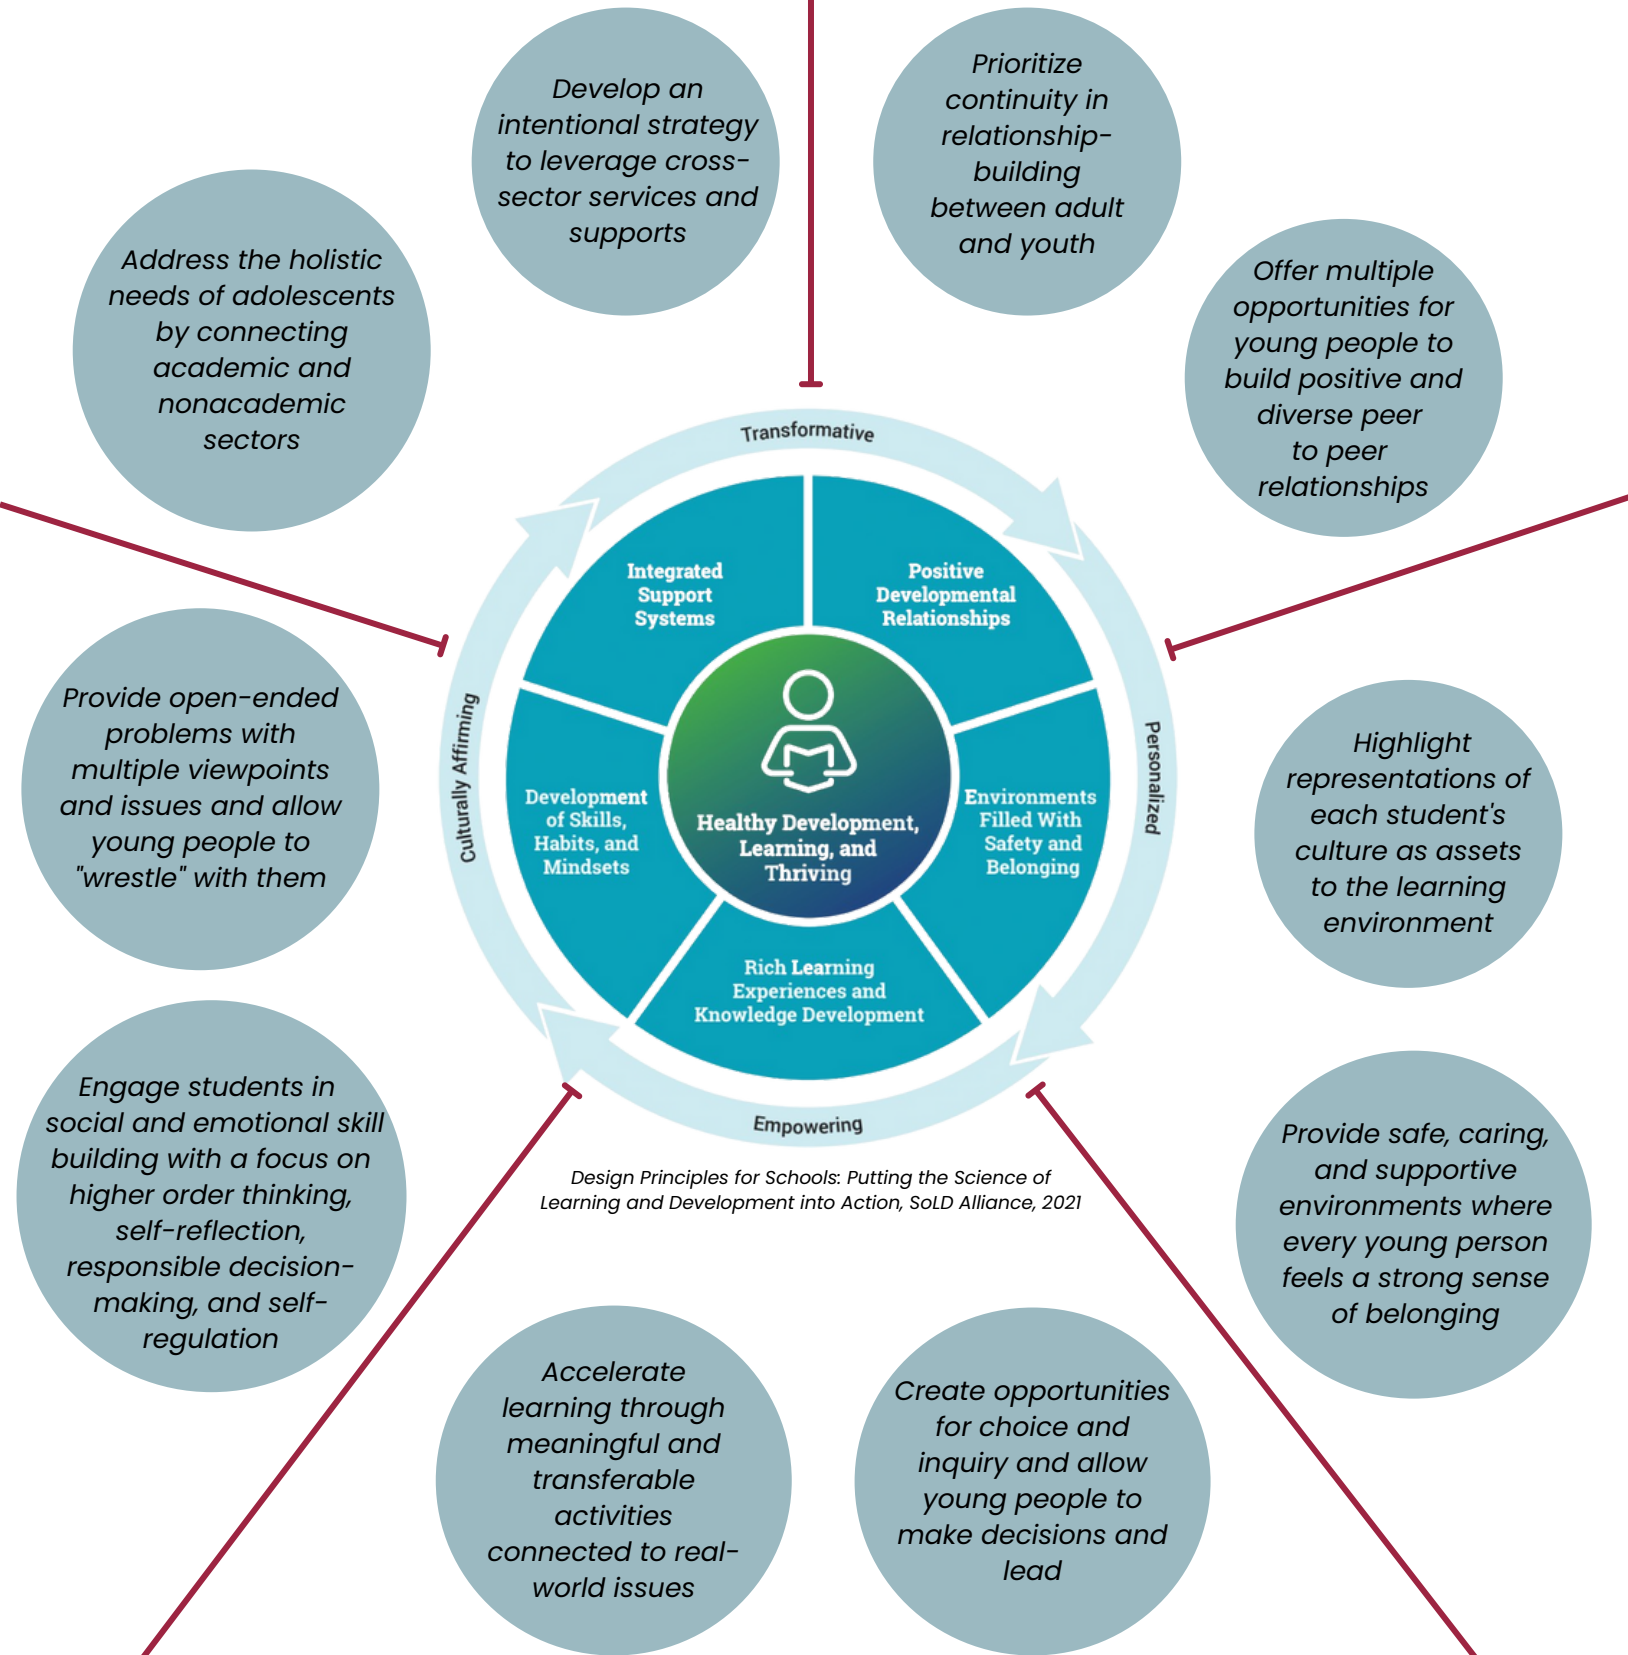 Develop an
intentional strategy
to leverage cross-
sector services and
supports
Prioritize
continuity in
relationship-
building
between adult
and youth
Address the holistic
needs of adolescents
by connecting
academic and
nonacademic
sectors
Offer multiple
opportunities for
young people to
build positive and
diverse peer
to peer
relationships
Transformative
Integrated
Support
Systems
Positive
Developmental
Relationships
Culturally Affirming
Personalized
Provide open-ended
problems with
multiple viewpoints
and issues and allow
young people to
"wrestle" with them
Development
of Skills,
Habits, and
Mindsets
Healthy Development,
Learning, and
Thriving
Environments
Filled With
Safety and
Belonging
Highlight
representations of
each student's
culture as assets
to the learning
environment
Rich Learning
Experiences and
Knowledge Development
Empowering
Engage students in
social and emotional skill
building with a focus on
higher order thinking,
self-reflection,
responsible decision-
making, and self-
regulation
Design Principles for Schools: Putting the Science of
Learning and Development into Action, SoLD Alliance, 2021
Provide safe, caring,
and supportive
environments where
every young person
feels a strong sense
of belonging
Accelerate
learning through
meaningful and
transferable
activities
connected to real-
world issues
Create opportunities
for choice and
inquiry and allow
young people to
make decisions and
lead